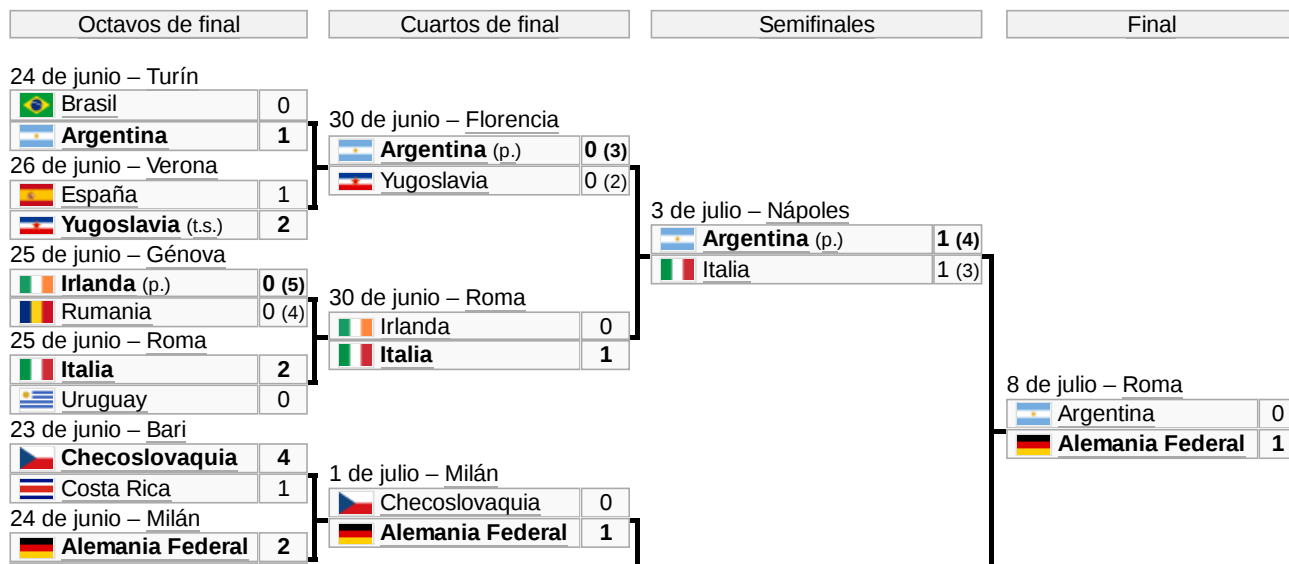 Octavos de final
Cuartos de final
Semifinales
Final
24 de junio – Turín
Brasil 0
Argentina 1
26 de junio – Verona
España 1
Yugoslavia (t.s.) 2
25 de junio – Génova
Irlanda (p.) 0 (5)
Rumania 0 (4)
25 de junio – Roma
Italia 2
Uruguay 0
23 de junio – Bari
Checoslovaquia 4
Costa Rica 1
24 de junio – Milán
Alemania Federal 2
30 de junio – Florencia
Argentina (p.) 0 (3)
Yugoslavia 0 (2)
30 de junio – Roma
Irlanda 0
Italia 1
1 de julio – Milán
Checoslovaquia 0
Alemania Federal 1
3 de julio – Nápoles
Argentina (p.) 1 (4)
Italia 1 (3)
8 de julio – Roma
Argentina 0
Alemania Federal 1